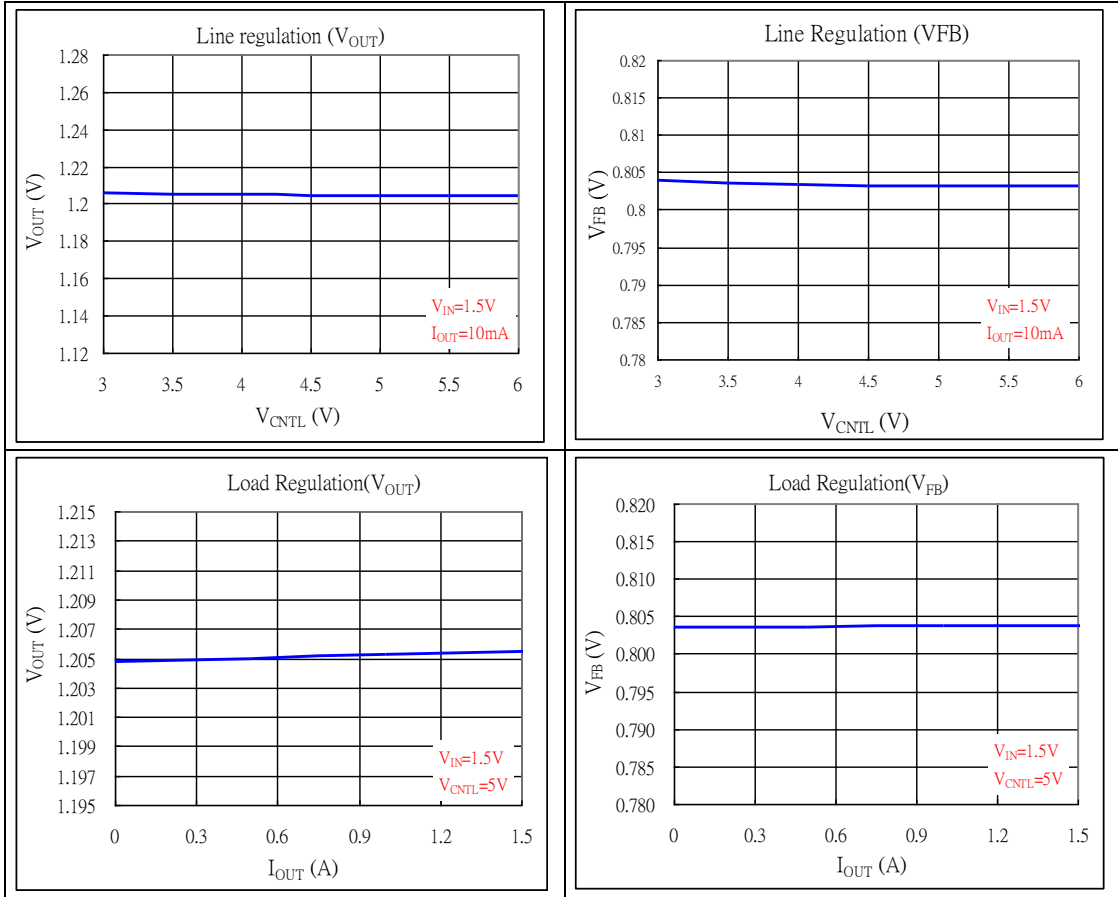 Line regulation (VOUT)
1.28
1.26
1.24
1.22
1.2
1.18
1.16
1.14
1.12
VOUT (V)
VIN=1.5V
IOUT=10mA
3 3.5 4 4.5 5 5.5 6
VCNTL (V)
Line Regulation (VFB)
0.82
0.815
0.81
0.805
0.8
0.795
0.79
0.785
0.78
VFB (V)
VIN=1.5V
IOUT=10mA
3 3.5 4 4.5 5 5.5 6
VCNTL (V)
Load Regulation(VOUT)
1.215
1.213
1.211
1.209
1.207
1.205
1.203
1.201
1.199
1.197
1.195
VOUT (V)
VIN=1.5V
VCNTL=5V
0 0.3 0.6 0.9 1.2 1.5
IOUT (A)
Load Regulation(VFB)
0.820
0.815
0.810
0.805
0.800
0.795
0.790
0.785
0.780
VFB (V)
VIN=1.5V
VCNTL=5V
0 0.3 0.6 0.9 1.2 1.5
IOUT (A)